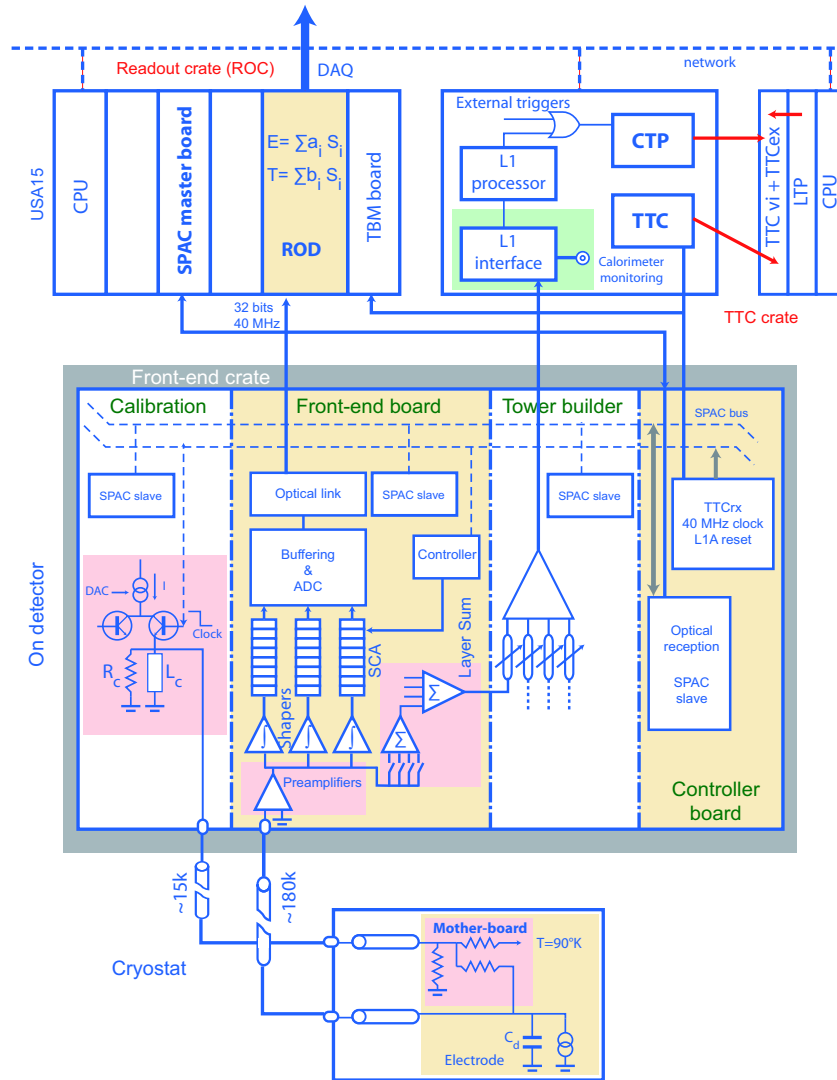 Readout crate (ROC)
DAQ
network
USA15
CPU
SPAC master board
E= ∑a_i S_i
T= ∑b_i S_i
ROD
TBM board
External triggers
CTP
L1
processor
TTC
L1
interface
Calorimeter
monitoring
TTC vi + TTCex
LTP
CPU
TTC crate
32 bits
40 MHz
Front-end crate
On detector
Calibration
Front-end board
Tower builder
SPAC bus
SPAC slave
Optical link
SPAC slave
SPAC slave
TTCrx
40 MHz clock
L1A reset
Buffering
&
ADC
Controller
DAC
I
Clock
R_c
L_c
SCA
Layer Sum
Shapers
∫
∫
∫
Σ
Σ
Optical
reception
SPAC
slave
Preamplifiers
Controller
board
~15k
~180k
Cryostat
Mother-board
T=90°K
C_d
Electrode